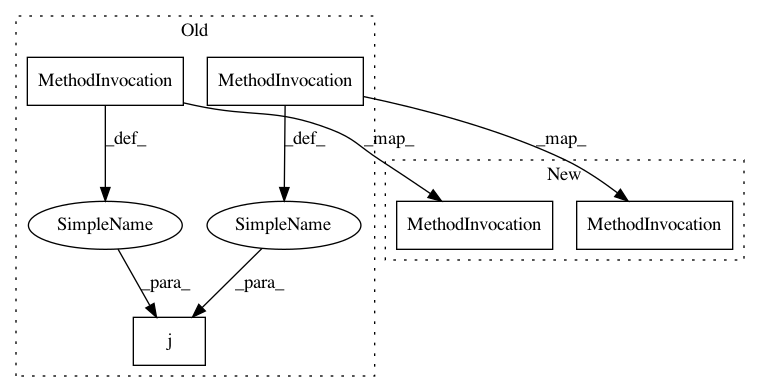 Old
MethodInvocation MethodInvocation
_def_ _def_ _map_ _map_
New
SimpleName SimpleName MethodInvocation MethodInvocation
_para_ _para_
j